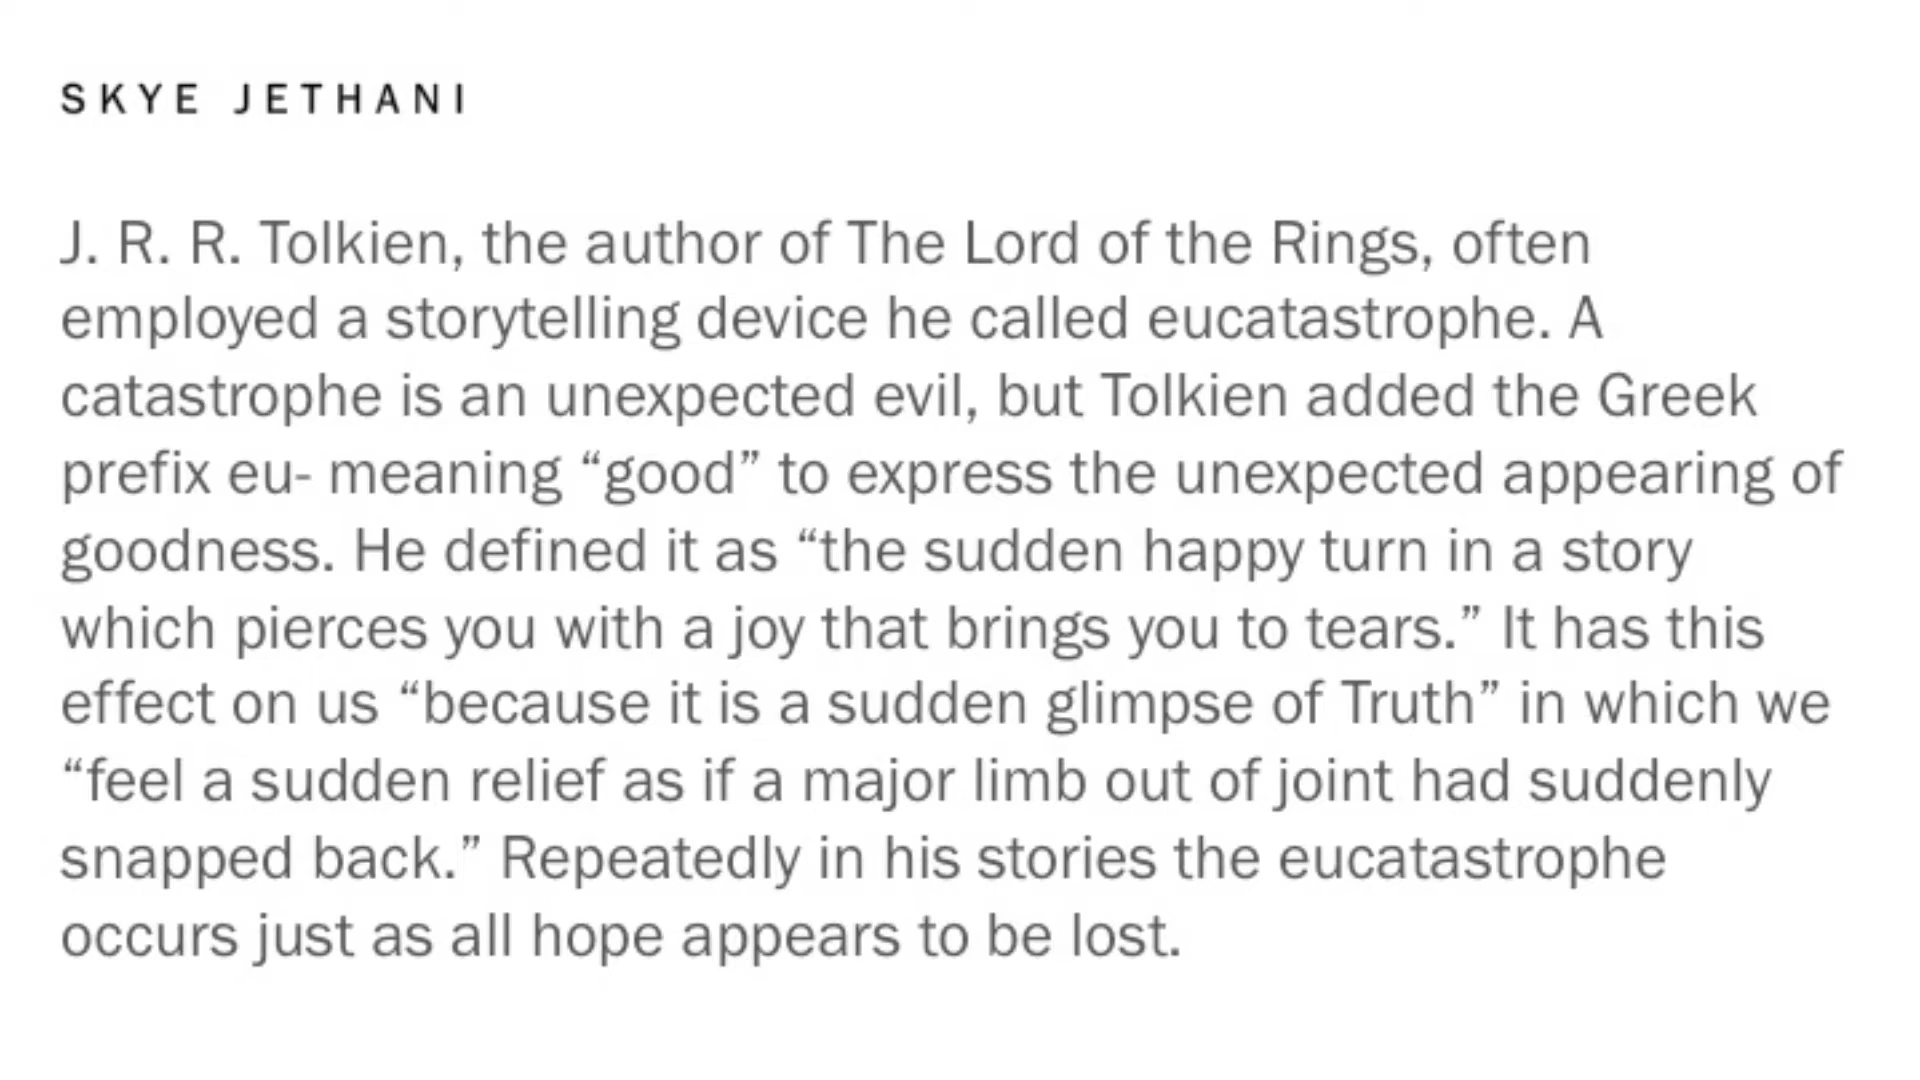 SKYE JETHANI
J. R. R. Tolkien, the author of The Lord of the Rings, often
employed a storytelling device he called eucatastrophe. A
catastrophe is an unexpected evil, but Tolkien added the Greek
prefix eu- meaning “good” to express the unexpected appearing of
goodness. He defined it as “the sudden happy turn in a story
which pierces you with a joy that brings you to tears.” It has this
effect on us “because it is a sudden glimpse of Truth” in which we
“feel a sudden relief as if a major limb out of joint had suddenly
snapped back.” Repeatedly in his stories the eucatastrophe
occurs just as all hope appears to be lost.